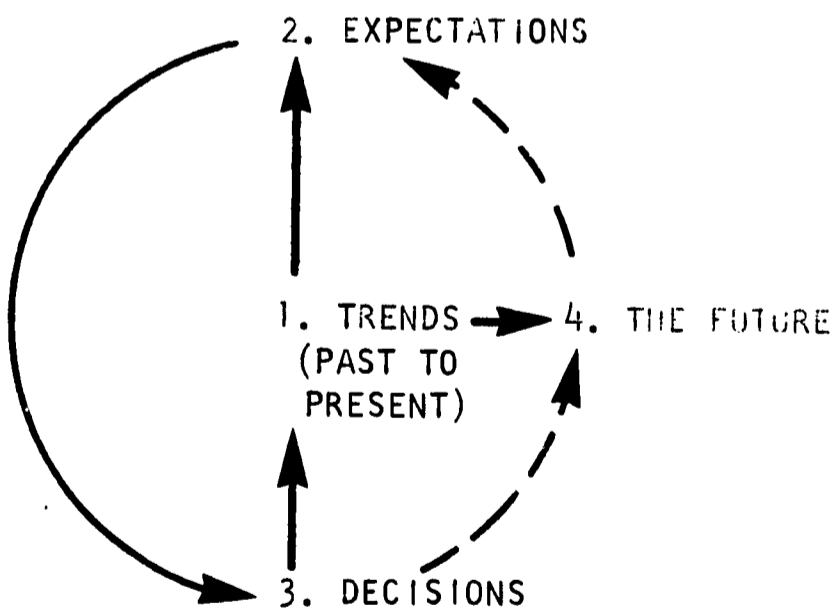 2. EXPECTATIONS
1. TRENDS
(PAST TO
PRESENT)
4. THE FUTURE
3. DECISIONS